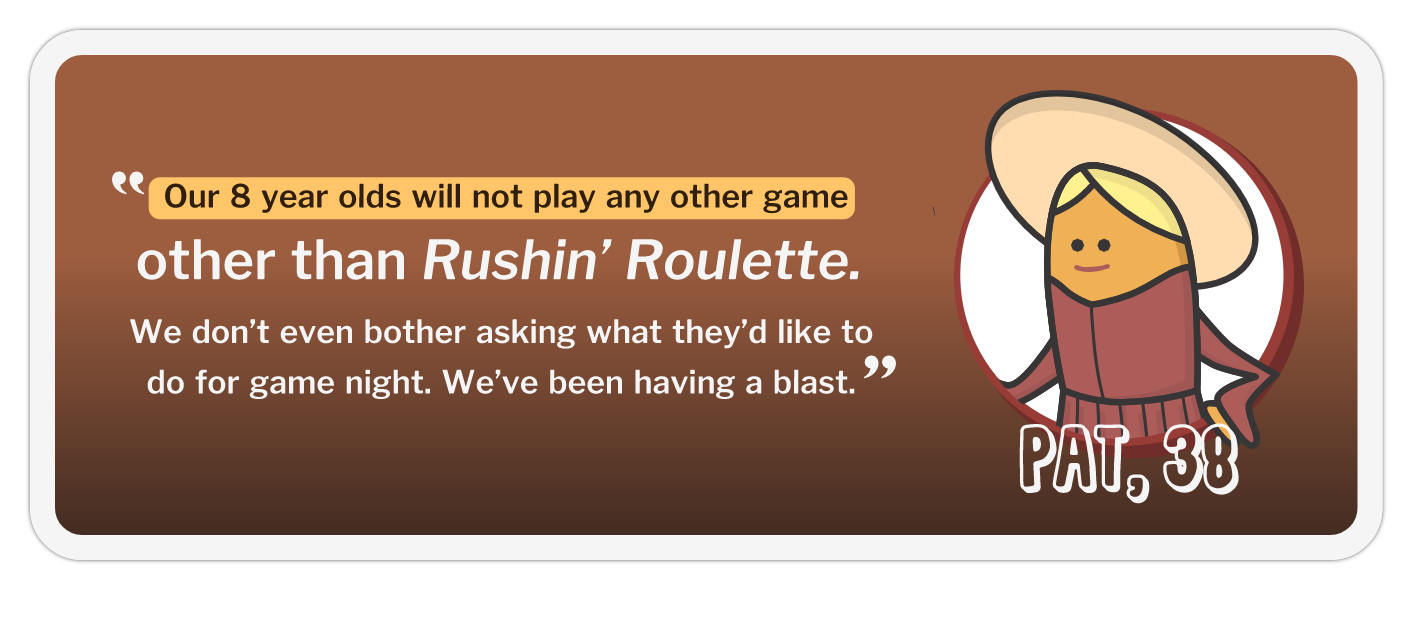 “Our 8 year olds will not play any other game
other than Rushin’ Roulette.
We don’t even bother asking what they’d like to
do for game night. We’ve been having a blast.”
PAT, 38